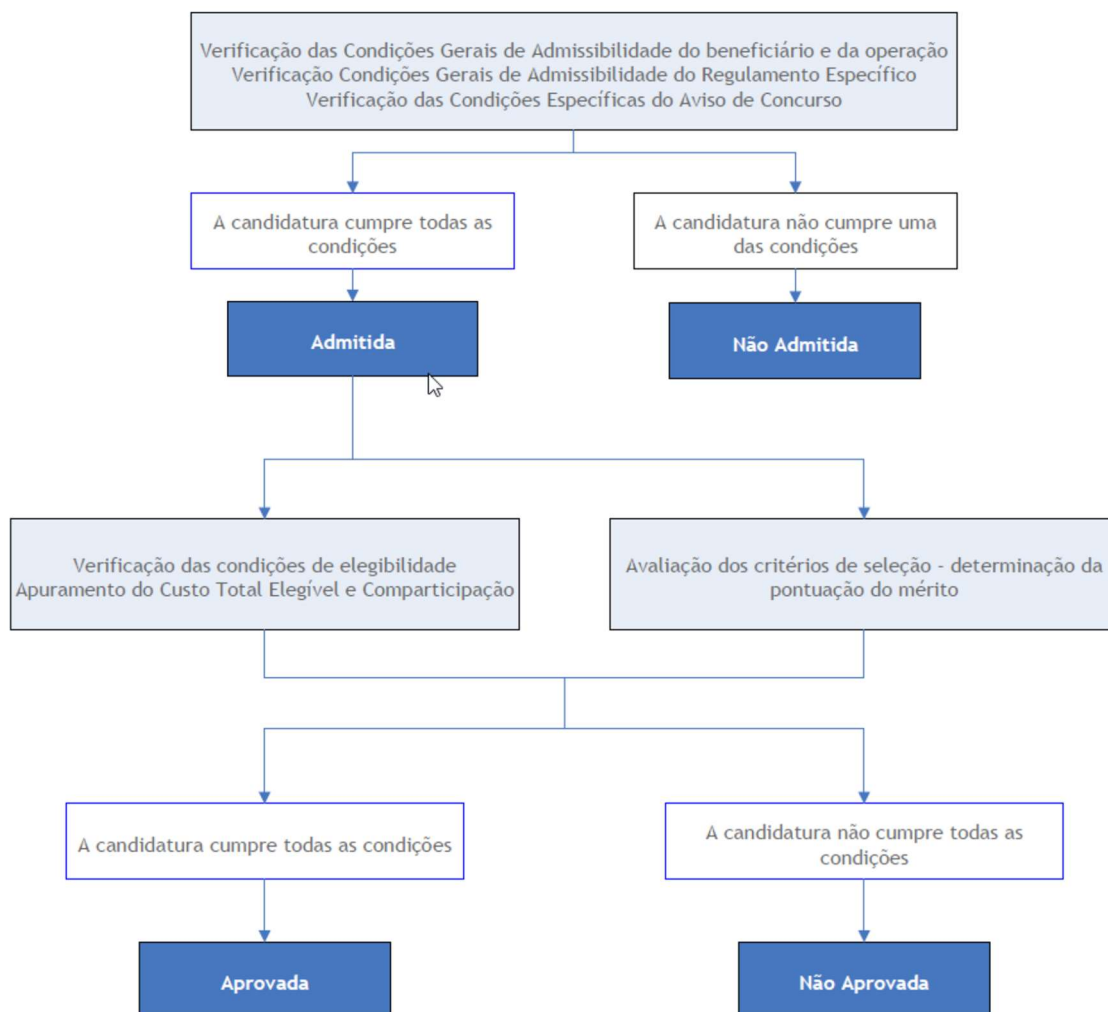 Verificação das Condições Gerais de Admissibilidade do beneficiário e da operação
Verificação Condições Gerais de Admissibilidade do Regulamento Específico
Verificação das Condições Específicas do Aviso de Concurso
A candidatura cumpre todas as
condições
A candidatura não cumpre uma
das condições
Admitida
Não Admitida
Verificação das condições de elegibilidade
Apuramento do Custo Total Elegível e Comparticipação
Avaliação dos critérios de seleção - determinação da
pontuação do mérito
A candidatura cumpre todas as condições
A candidatura não cumpre todas as
condições
Aprovada
Não Aprovada